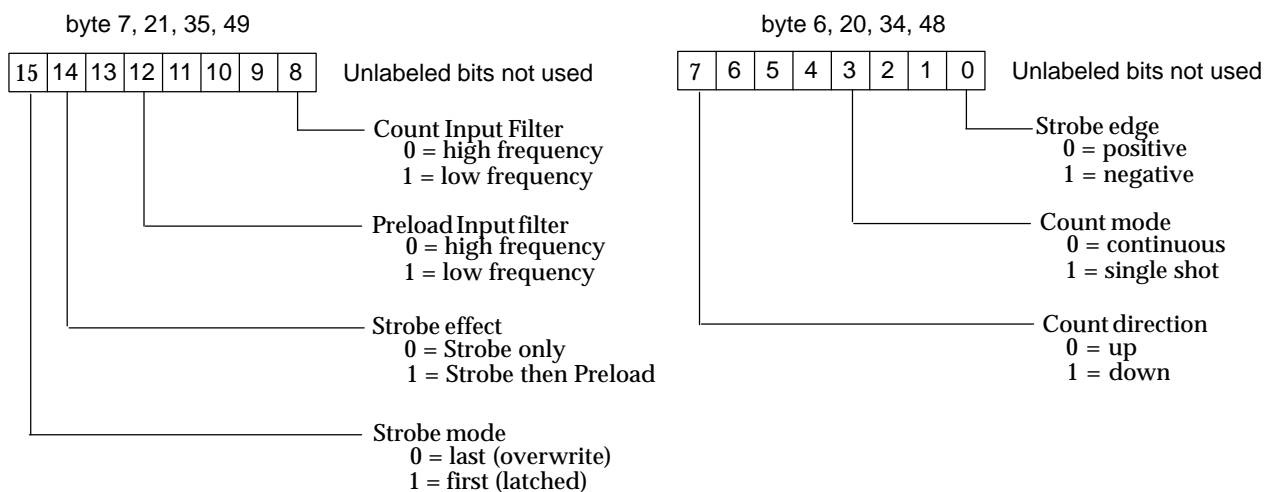 byte 7, 21, 35, 49
15 14 13 12 11 10 9 8 Unlabeled bits not used
Count Input Filter
0 = high frequency
1 = low frequency
Preload Input filter
0 = high frequency
1 = low frequency
Strobe effect
0 = Strobe only
1 = Strobe then Preload
Strobe mode
0 = last (overwrite)
1 = first (latched)
byte 6, 20, 34, 48
7 6 5 4 3 2 1 0 Unlabeled bits not used
Strobe edge
0 = positive
1 = negative
Count mode
0 = continuous
1 = single shot
Count direction
0 = up
1 = down